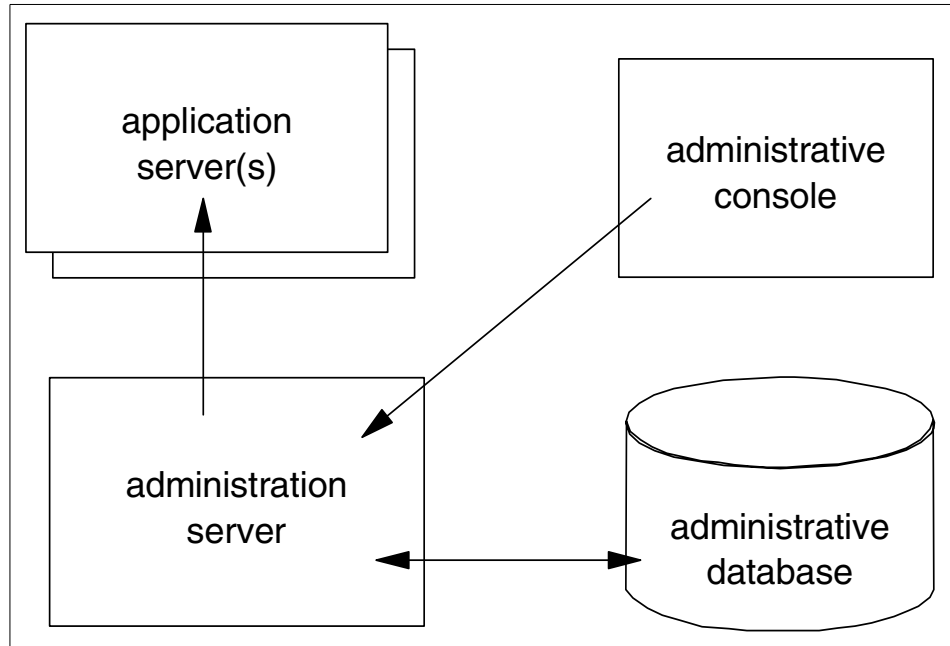 application
server(s)
administrative
console
administration
server
administrative
database